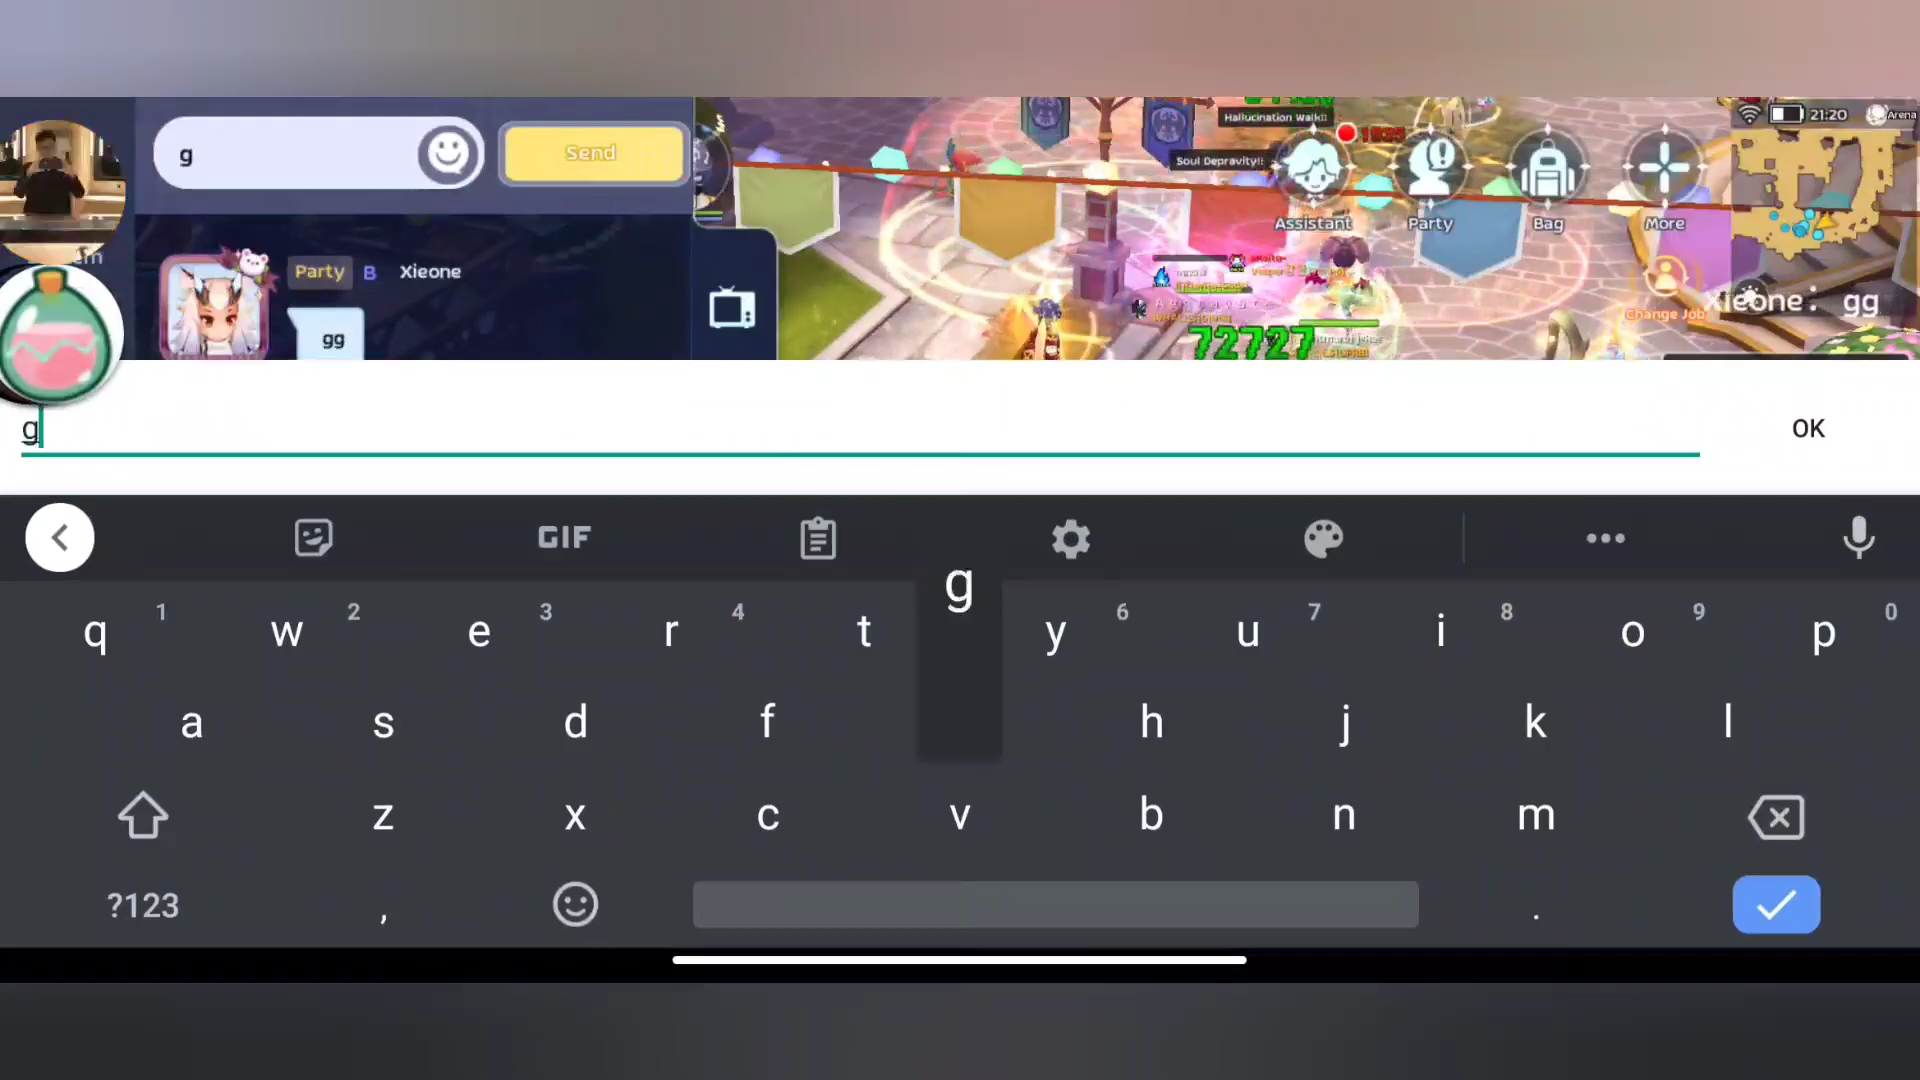 g
Send
Party B Xieone
gg
Hallucination Walk!!
Soul Depravity!!
Assistant
Party
Bag
More
21:20
Arena
Change Job
Xieone: gg
72727
g
OK
GIF
g
q 1 w 2 e 3 r 4 t y 6 u 7 i 8 o 9 p 0
a s d f h j k l
z x c v b n m
?123 , .